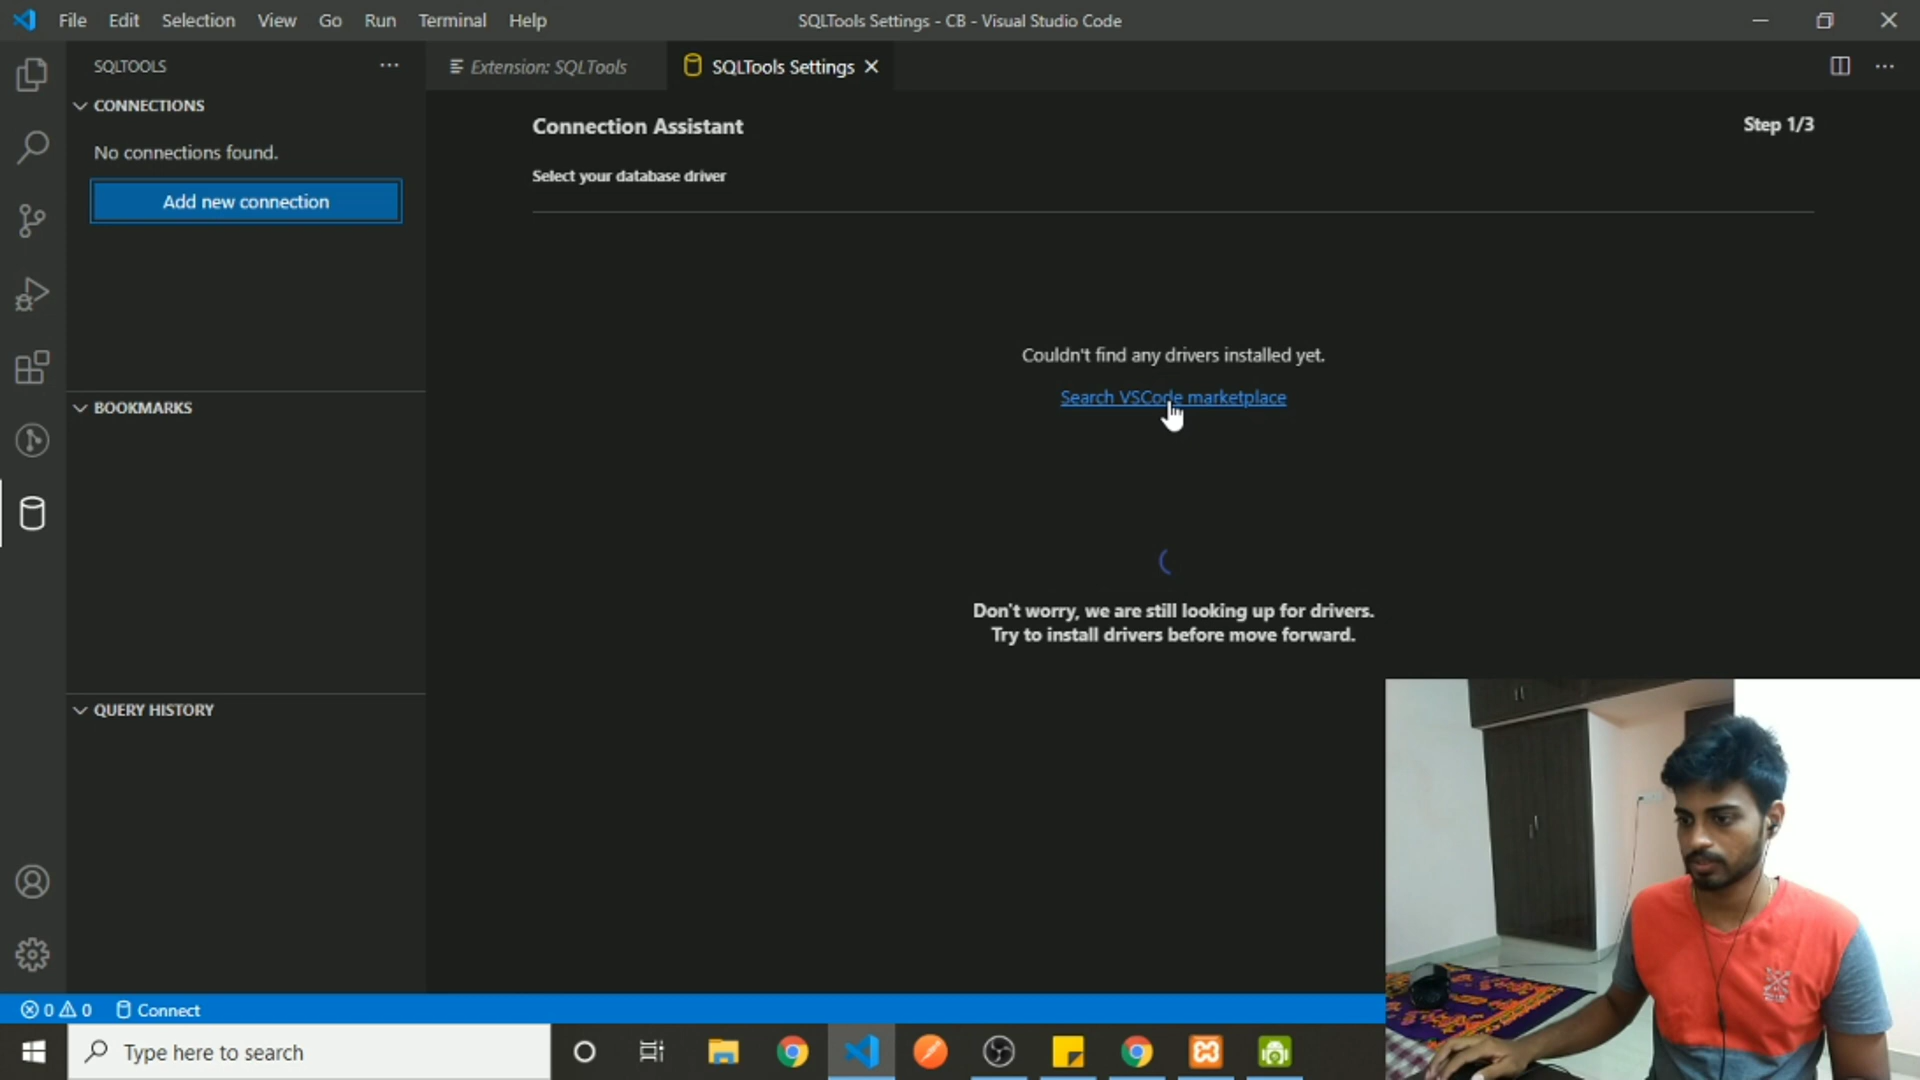 File Edit Selection View Go Run Terminal Help
SQLTools Settings - CB - Visual Studio Code
SQLTOOLS
Extension: SQLTools
SQLTools Settings
CONNECTIONS
No connections found.
Add new connection
Connection Assistant
Step 1/3
Select your database driver
Couldn't find any drivers installed yet.
Search VSCode marketplace
Don't worry, we are still looking up for drivers.
Try to install drivers before move forward.
BOOKMARKS
QUERY HISTORY
0 0 Connect
Type here to search